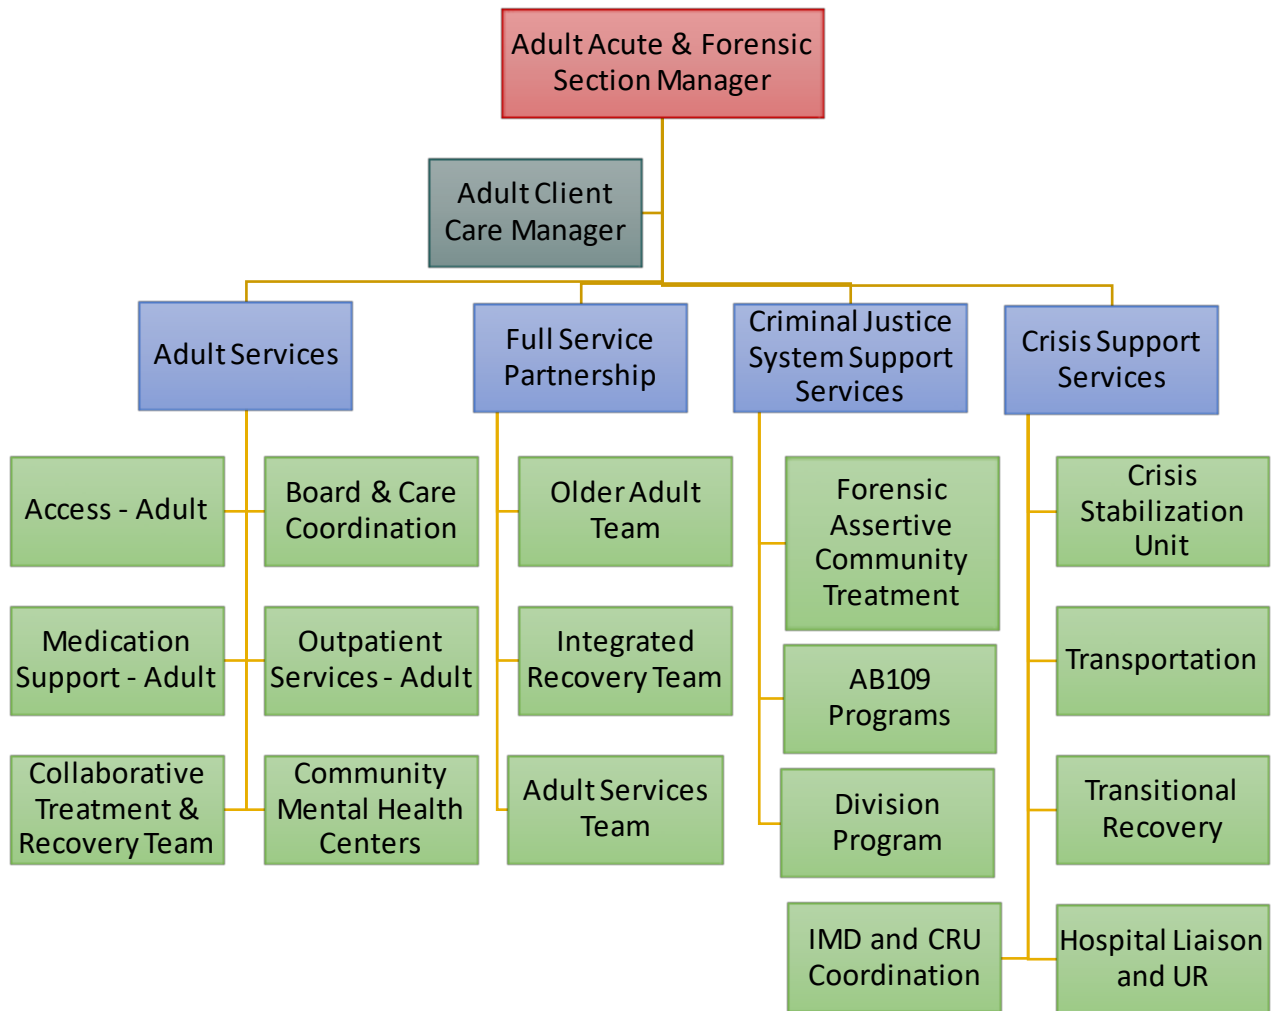 Adult Acute & Forensic
Section Manager
Adult Client
Care Manager
Adult Services
Full Service
Partnership
Criminal Justice
System Support
Services
Crisis Support
Services
Access - Adult
Board & Care
Coordination
Medication
Support - Adult
Outpatient
Services - Adult
Collaborative
Treatment &
Recovery Team
Community
Mental Health
Centers
Older Adult
Team
Integrated
Recovery Team
Adult Services
Team
Forensic
Assertive
Community
Treatment
AB109
Programs
Division
Program
Crisis
Stabilization
Unit
Transportation
Transitional
Recovery
IMD and CRU
Coordination
Hospital Liaison
and UR